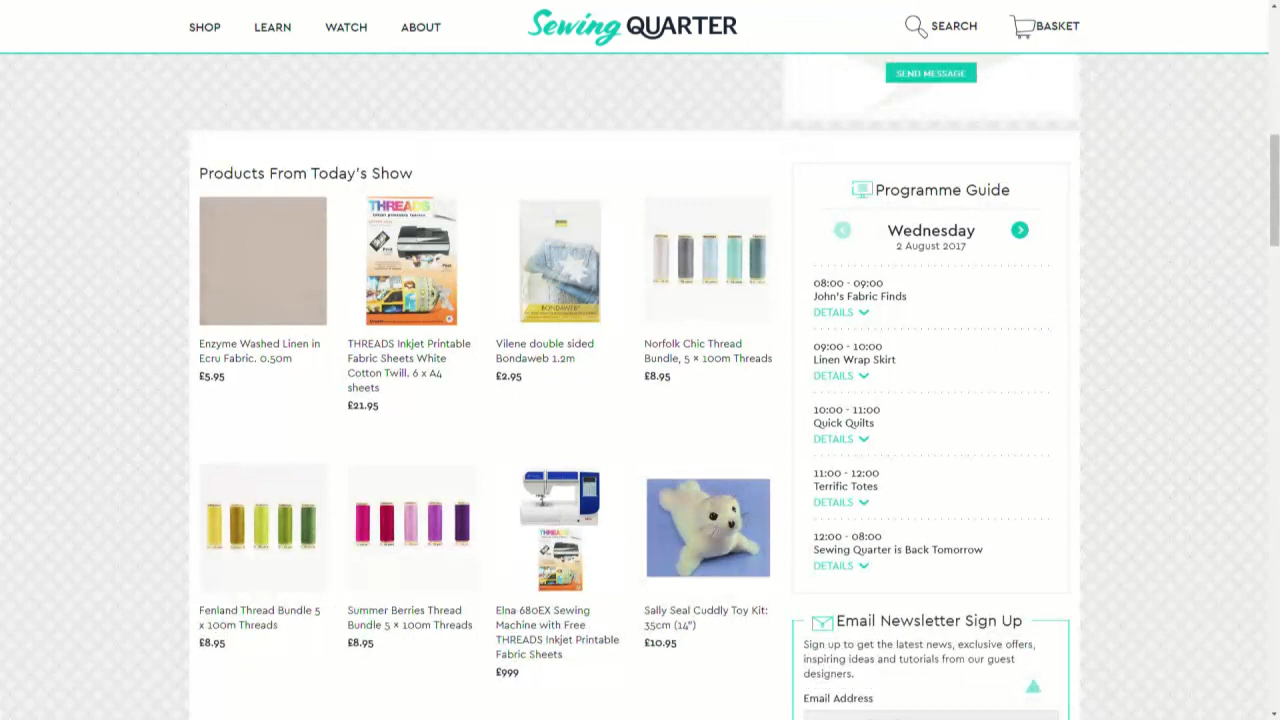 SHOP
LEARN
WATCH
ABOUT
Sewing QUARTER
SEARCH
BASKET
SEND MESSAGE
Products From Today's Show
THREADS
BONDAWEB
Enzyme Washed Linen in
Ecru Fabric. 0.50m
£5.95
THREADS Inkjet Printable
Fabric Sheets White
Cotton Twill. 6 x A4
sheets
£21.95
Vilene double sided
Bondaweb 1.2m
£2.95
Norfolk Chic Thread
Bundle, 5 x 100m Threads
£8.95
Fenland Thread Bundle 5
x 100m Threads
£8.95
Summer Berries Thread
Bundle 5 x 100m Threads
£8.95
Elna 680EX Sewing
Machine with Free
THREADS Inkjet Printable
Fabric Sheets
£999
Sally Seal Cuddly Toy Kit:
35cm (14")
£10.95
Programme Guide
Wednesday
2 August 2017
08:00 - 09:00
John's Fabric Finds
DETAILS
09:00 - 10:00
Linen Wrap Skirt
DETAILS
10:00 - 11:00
Quick Quilts
DETAILS
11:00 - 12:00
Terrific Totes
DETAILS
12:00 - 08:00
Sewing Quarter is Back Tomorrow
DETAILS
Email Newsletter Sign Up
Sign up to get the latest news, exclusive offers,
inspiring ideas and tutorials from our guest
designers.
Email Address